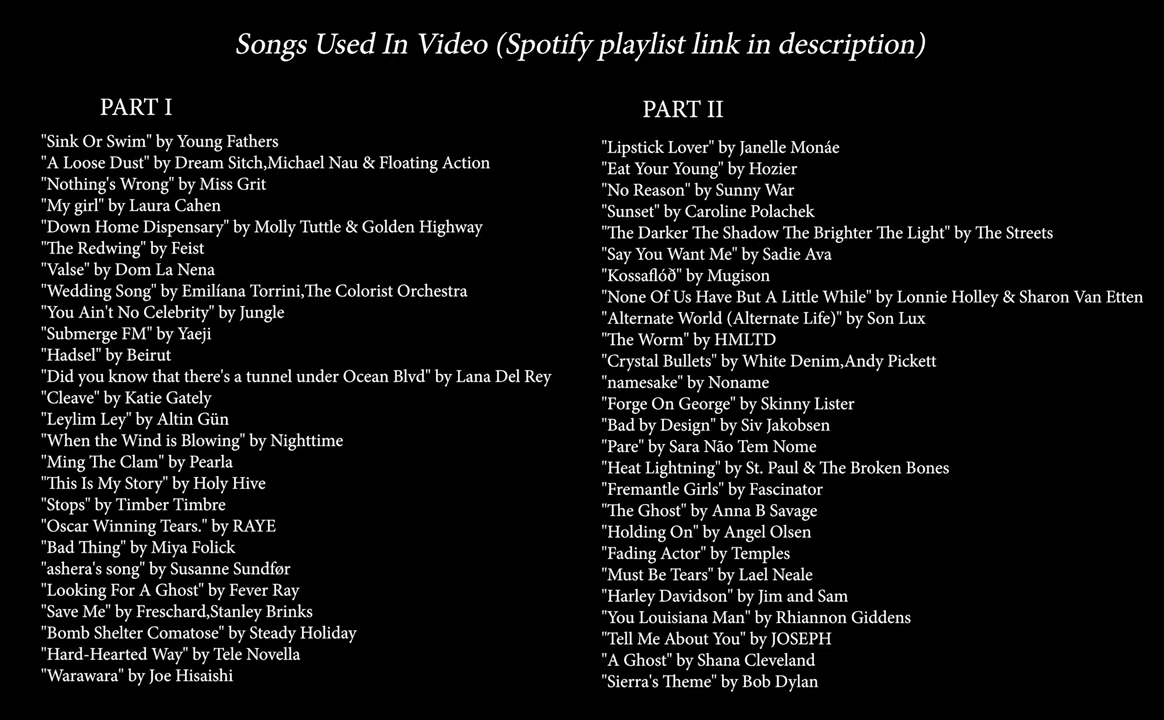 Songs Used In Video (Spotify playlist link in description)
PART I
"Sink Or Swim" by Young Fathers
"A Loose Dust" by Dream Sitch,Michael Nau & Floating Action
"Nothing's Wrong" by Miss Grit
"My girl" by Laura Cahen
"Down Home Dispensary" by Molly Tuttle & Golden Highway
"The Redwing" by Feist
"Valse" by Dom La Nena
"Wedding Song" by Emilíana Torrini,The Colorist Orchestra
"You Ain't No Celebrity" by Jungle
"Submerge FM" by Yaeji
"Hadsel" by Beirut
"Did you know that there's a tunnel under Ocean Blvd" by Lana Del Rey
"Cleave" by Katie Gately
"Leylim Ley" by Altin Gün
"When the Wind is Blowing" by Nighttime
"Ming The Clam" by Pearla
"This Is My Story" by Holy Hive
"Stops" by Timber Timbre
"Oscar Winning Tears." by RAYE
"Bad Thing" by Miya Folick
"ashera's song" by Susanne Sundfør
"Looking For A Ghost" by Fever Ray
"Save Me" by Freschard,Stanley Brinks
"Bomb Shelter Comatose" by Steady Holiday
"Hard-Hearted Way" by Tele Novella
"Warawara" by Joe Hisaishi
PART II
"Lipstick Lover" by Janelle Monáe
"Eat Your Young" by Hozier
"No Reason" by Sunny War
"Sunset" by Caroline Polachek
"The Darker The Shadow The Brighter The Light" by The Streets
"Say You Want Me" by Sadie Ava
"Kossaflóð" by Mugison
"None Of Us Have But A Little While" by Lonnie Holley & Sharon Van Etten
"Alternate World (Alternate Life)" by Son Lux
"The Worm" by HMLTD
"Crystal Bullets" by White Denim,Andy Pickett
"namesake" by Noname
"Forge On George" by Skinny Lister
"Bad by Design" by Siv Jakobsen
"Pare" by Sara Não Tem Nome
"Heat Lightning" by St. Paul & The Broken Bones
"Fremantle Girls" by Fascinator
"The Ghost" by Anna B Savage
"Holding On" by Angel Olsen
"Fading Actor" by Temples
"Must Be Tears" by Lael Neale
"Harley Davidson" by Jim and Sam
"You Louisiana Man" by Rhiannon Giddens
"Tell Me About You" by JOSEPH
"A Ghost" by Shana Cleveland
"Sierra's Theme" by Bob Dylan